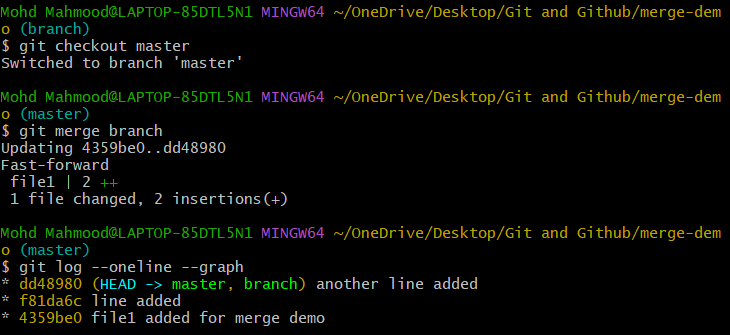 Mohd Mahmood@LAPTOP-85DTL5N1 MINGW64 ~/OneDrive/Desktop/Git and Github/merge-dem
o (branch)
$ git checkout master
Switched to branch 'master'
Mohd Mahmood@LAPTOP-85DTL5N1 MINGW64 ~/OneDrive/Desktop/Git and Github/merge-dem
o (master)
$ git merge branch
Updating 4359be0..dd48980
Fast-forward
 file1 | 2 ++
 1 file changed, 2 insertions(+)
Mohd Mahmood@LAPTOP-85DTL5N1 MINGW64 ~/OneDrive/Desktop/Git and Github/merge-dem
o (master)
$ git log --oneline --graph
* dd48980 (HEAD -> master, branch) another line added
* f81da6c line added
* 4359be0 file1 added for merge demo